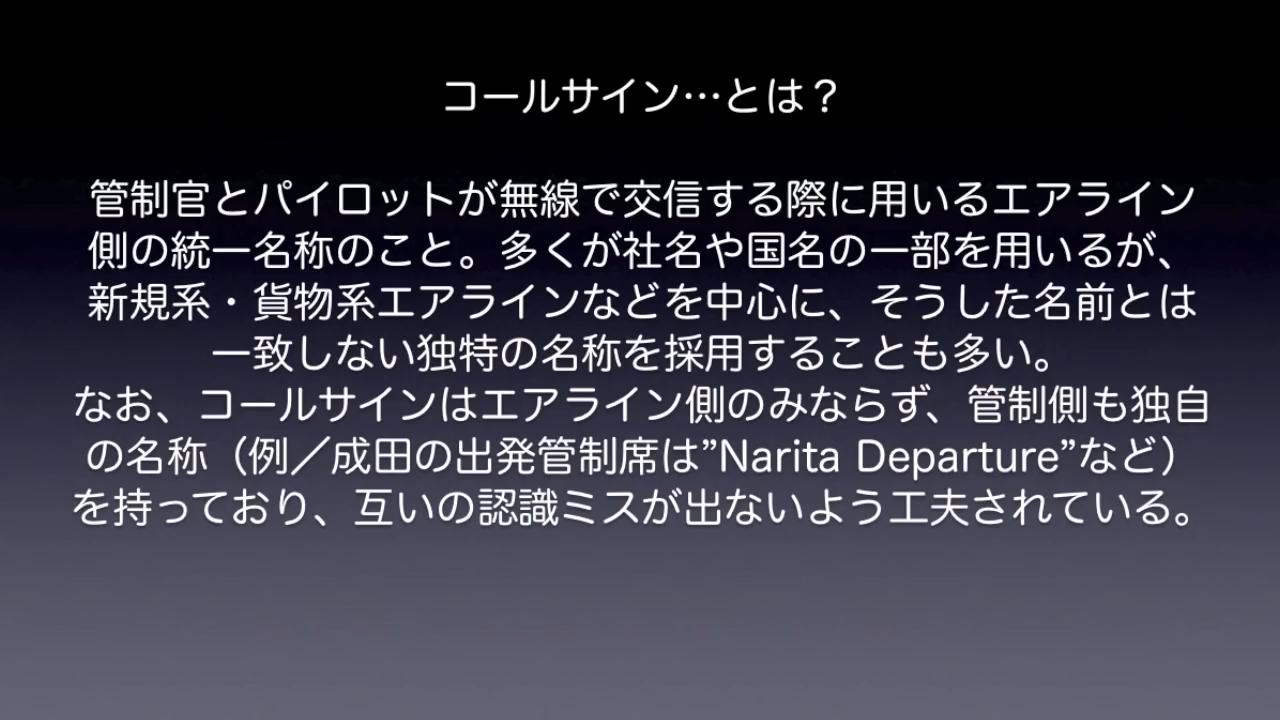 コールサイン…とは？
管制官とパイロットが無線で交信する際に用いるエアライン
側の統一名称のこと。多くが社名や国名の一部を用いるが、
新規系・貨物系エアラインなどを中心に、そうした名前とは
一致しない独特の名称を採用することも多い。
なお、コールサインはエアライン側のみならず、管制側も独自
の名称（例／成田の出発管制席は”Narita Departure”など）
を持っており、互いの認識ミスが出ないよう工夫されている。